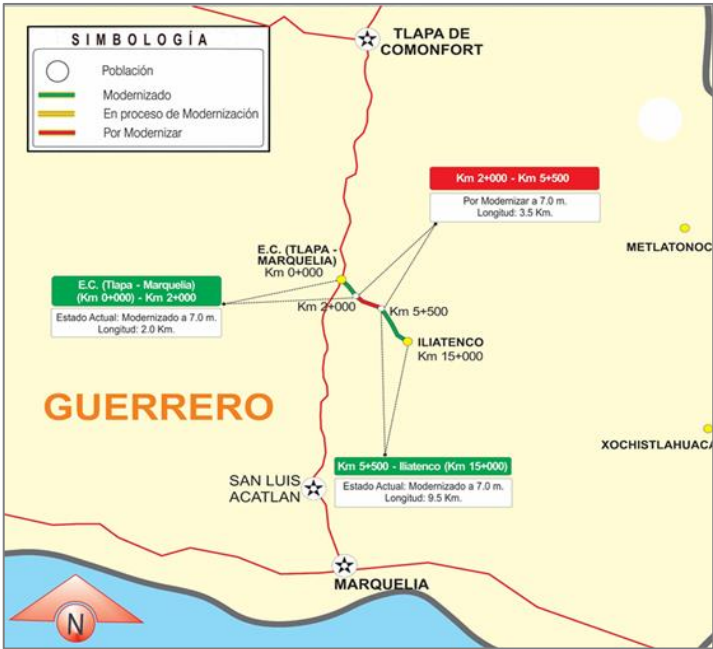 SIMBOLOGÍA
Población
Modernizado
En proceso de Modernización
Por Modernizar
TLAPA DE
COMONFORT
Km 2+000 - Km 5+500
Por Modernizar a 7.0 m.
Longitud: 3.5 Km.
METLATONOC
E.C. (TLAPA -
MARQUELIA)
Km 0+000
E.C. (Tlapa - Marquelia)
(Km 0+000) - Km 2+000
Estado Actual: Modernizado a 7.0 m.
Longitud: 2.0 Km.
Km 2+000
Km 5+500
ILIATENCO
Km 15+000
GUERRERO
XOCHISTLAHUACA
Km 5+500 - Iliatenco (Km 15+000)
Estado Actual: Modernizado a 7.0 m.
Longitud: 9.5 Km.
SAN LUIS
ACATLAN
MARQUELIA
N